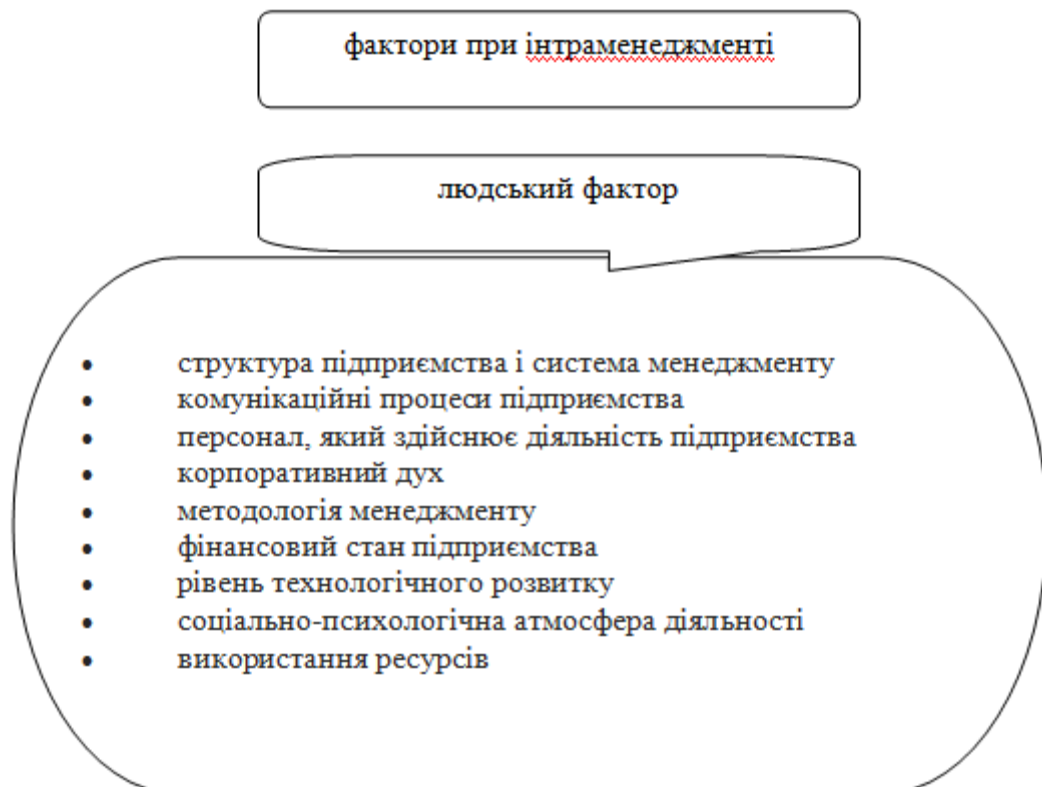 фактори при інтраменеджменті
людський фактор
• структура підприємства і система менеджменту
• комунікаційні процеси підприємства
• персонал, який здійснює діяльність підприємства
• корпоративний дух
• методологія менеджменту
• фінансовий стан підприємства
• рівень технологічного розвитку
• соціально-психологічна атмосфера діяльності
• використання ресурсів